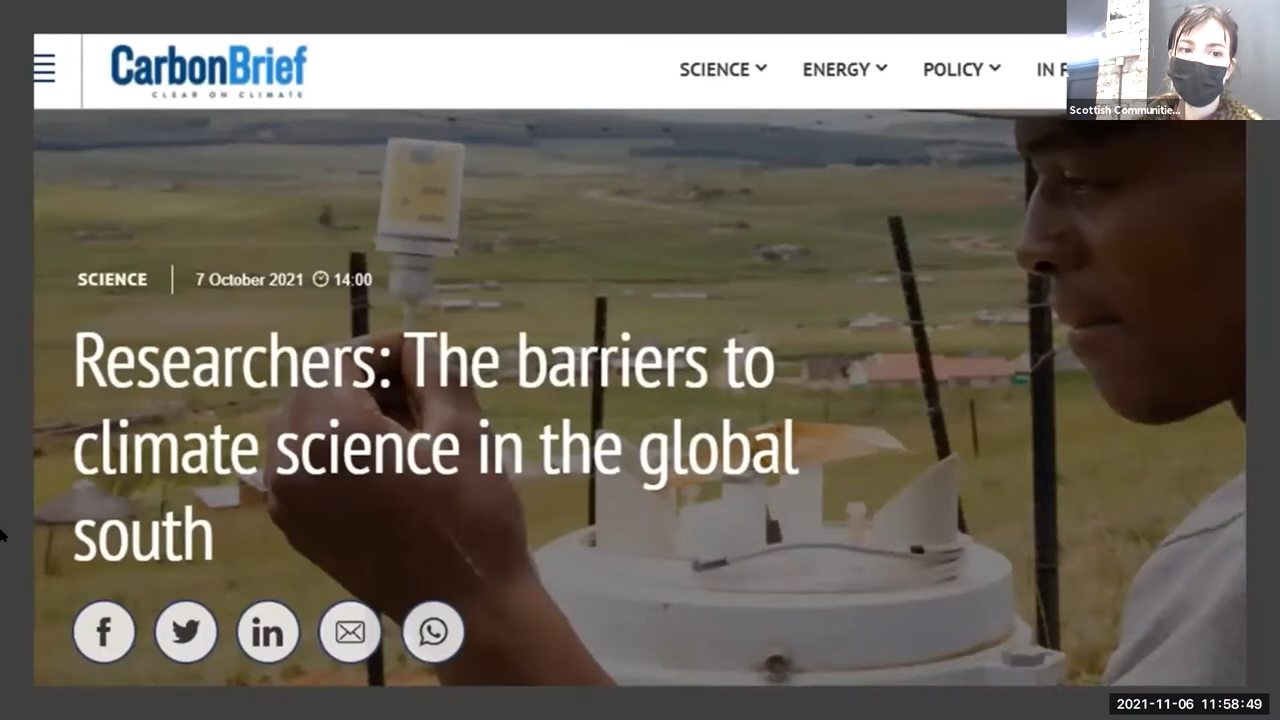 CarbonBrief
CLEAR ON CLIMATE
SCIENCE ENERGY POLICY IN
Scottish Communitie...
SCIENCE 7 October 2021 14:00
Researchers: The barriers to
climate science in the global
south
2021-11-06 11:58:49